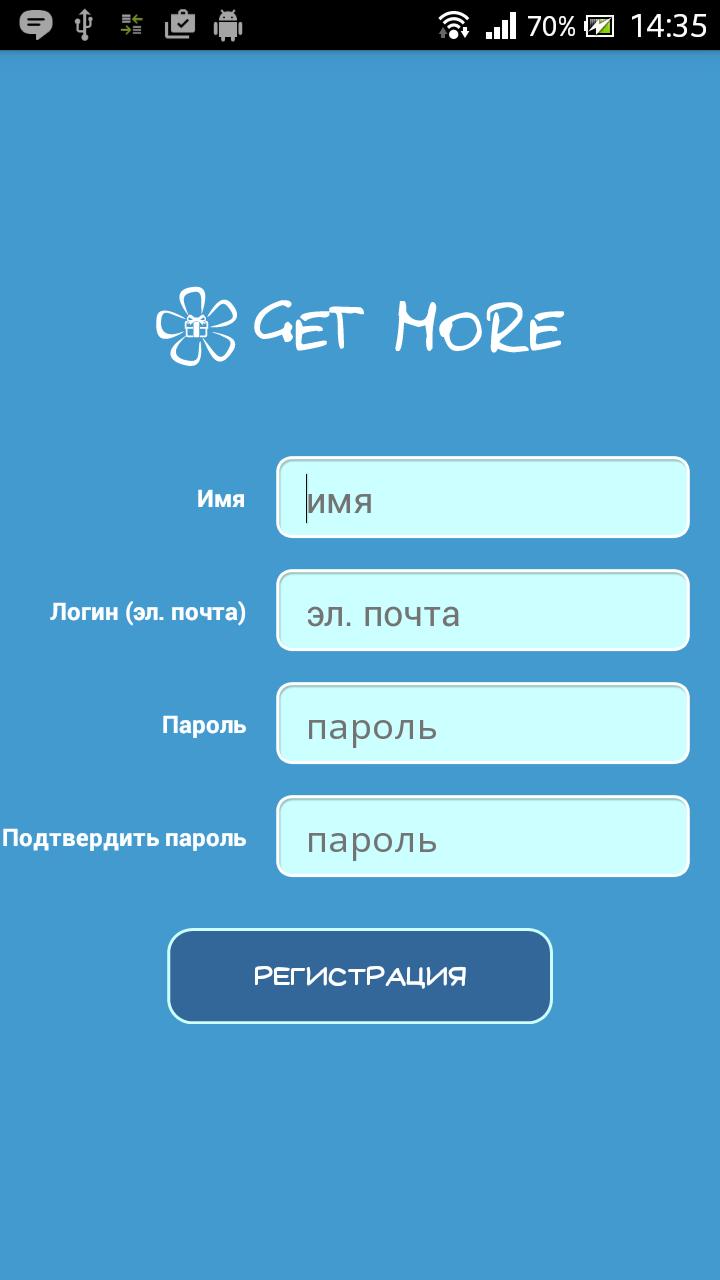 70% 14:35
GET MORE
Имя
имя
Логин (эл. почта)
эл. почта
Пароль
пароль
Подтвердить пароль
пароль
РЕГИСТРАЦИЯ